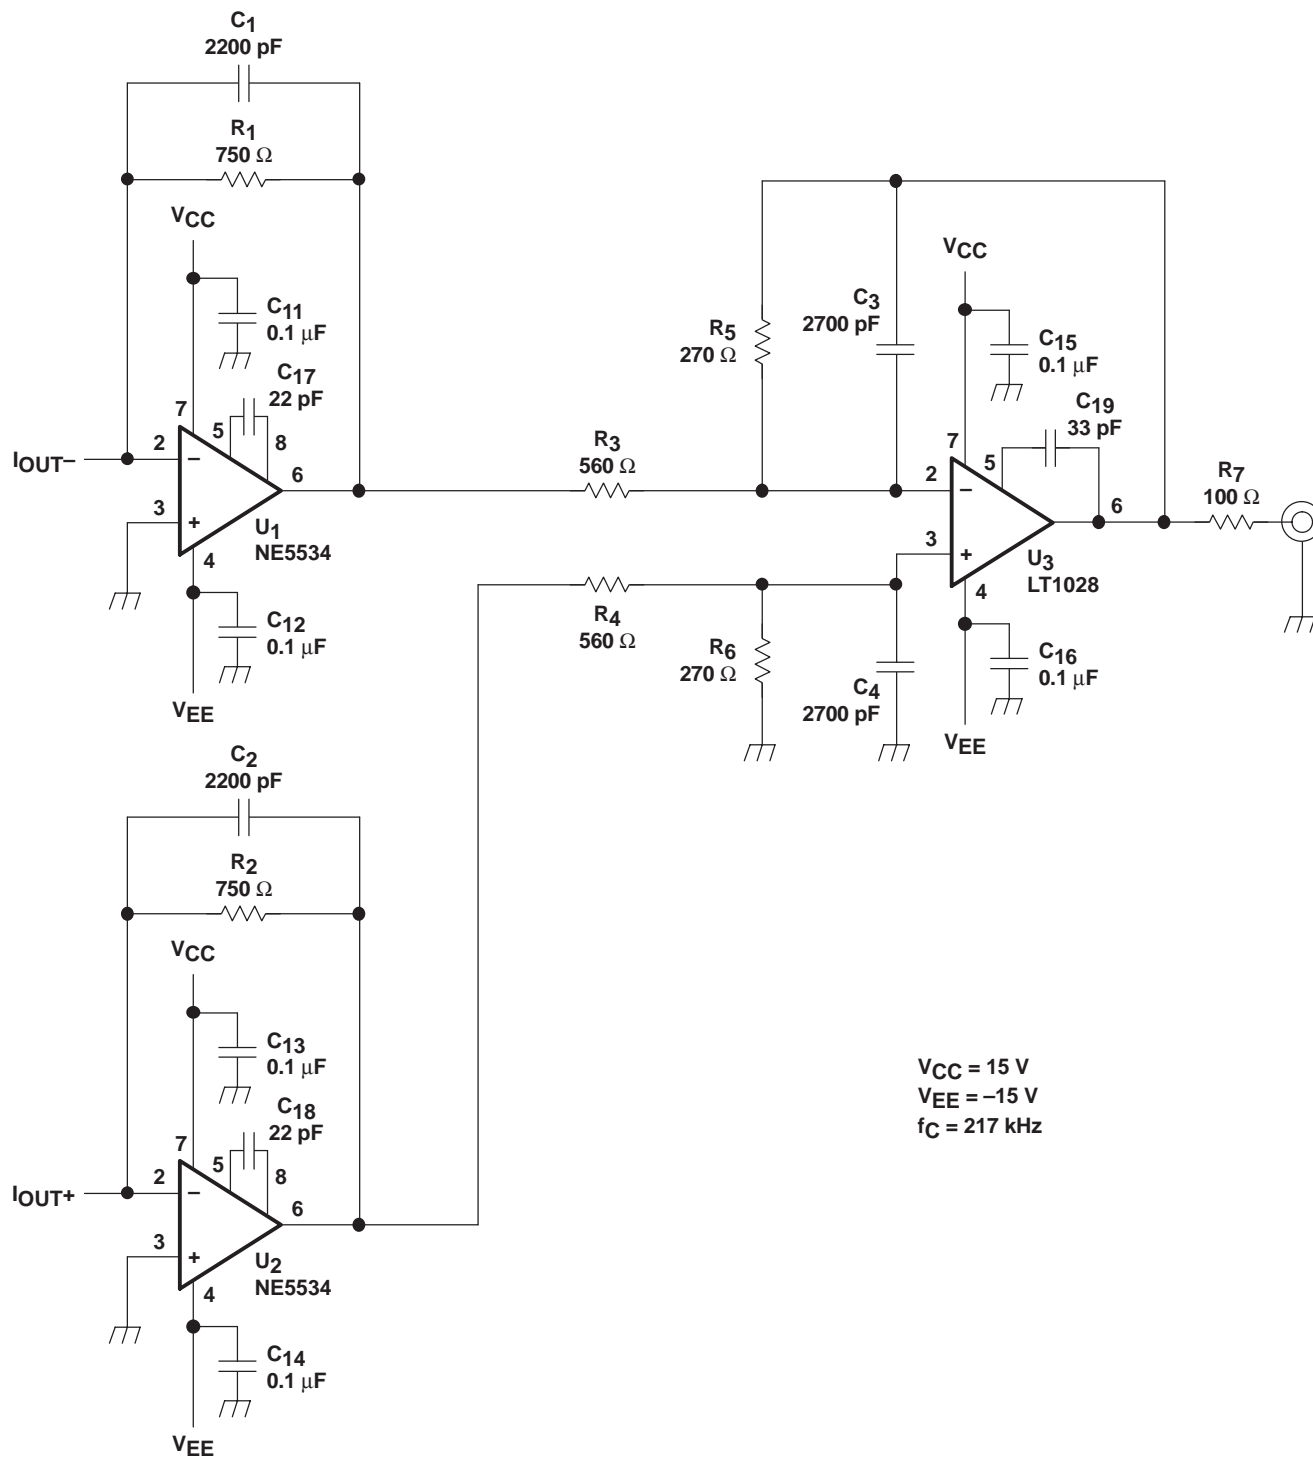 C1
2200 pF
R1
750 Ω
VCC
C11
0.1 μF
C17
22 pF
7
5
8
2
6
IOUT–
–
3
+
U1
NE5534
4
C12
0.1 μF
VEE
R3
560 Ω
R5
270 Ω
C3
2700 pF
VCC
C15
0.1 μF
C19
33 pF
7
5
2
6
–
3
+
U3
LT1028
4
R7
100 Ω
R4
560 Ω
R6
270 Ω
C4
2700 pF
C16
0.1 μF
VEE
C2
2200 pF
R2
750 Ω
VCC
C13
0.1 μF
C18
22 pF
7
5
8
2
6
IOUT+
–
3
+
U2
NE5534
4
C14
0.1 μF
VEE
VCC = 15 V
VEE = –15 V
fC = 217 kHz